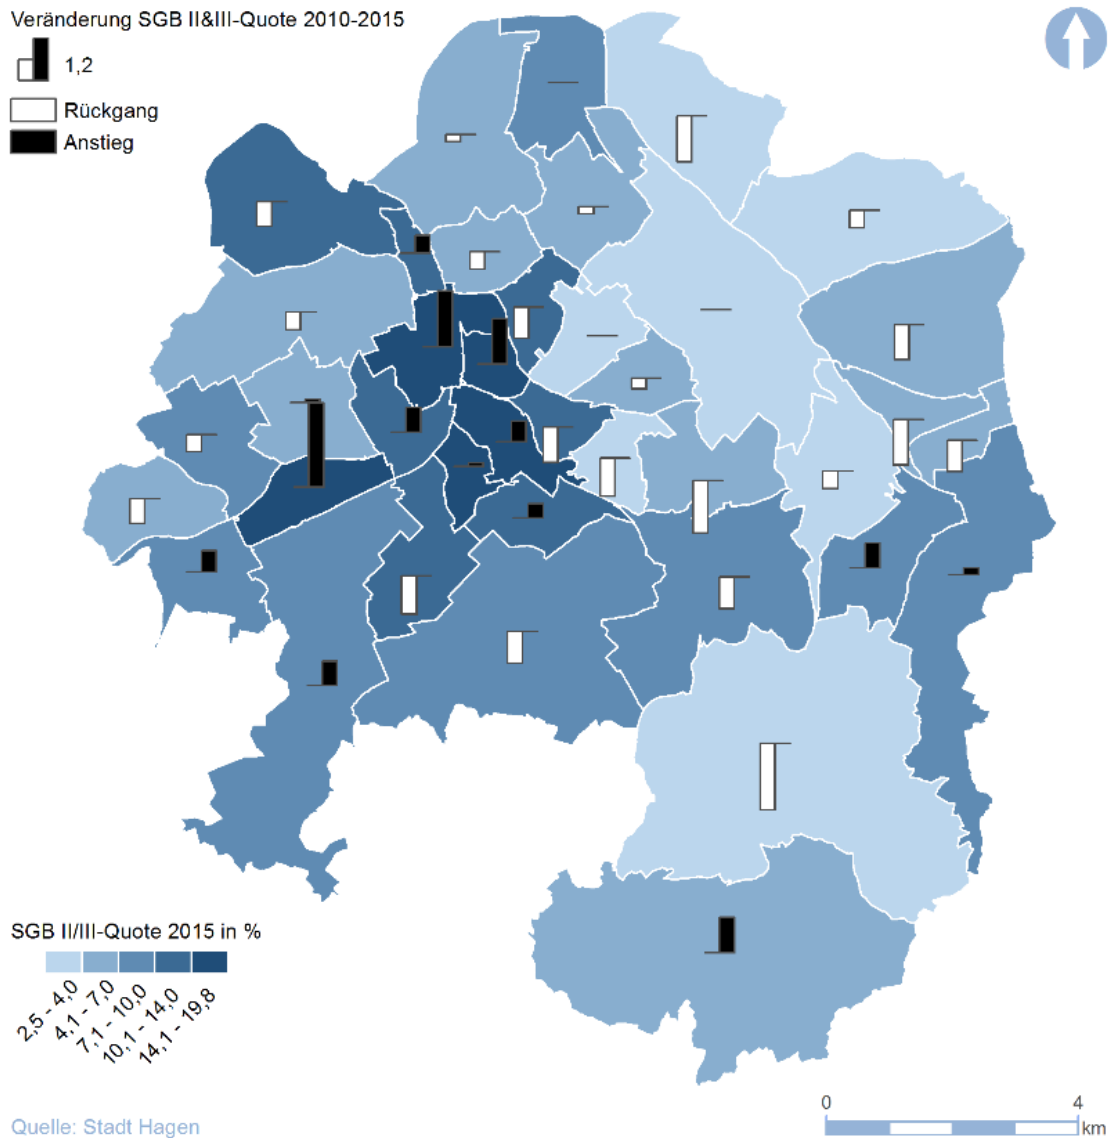 Veränderung SGB II&III-Quote 2010-2015
1,2
Rückgang
Anstieg
SGB II/III-Quote 2015 in %
2,5 - 4,0
4,1 - 7,0
7,1 - 10,0
10,1 - 14,0
14,1 - 19,8
Quelle: Stadt Hagen
0 4
km